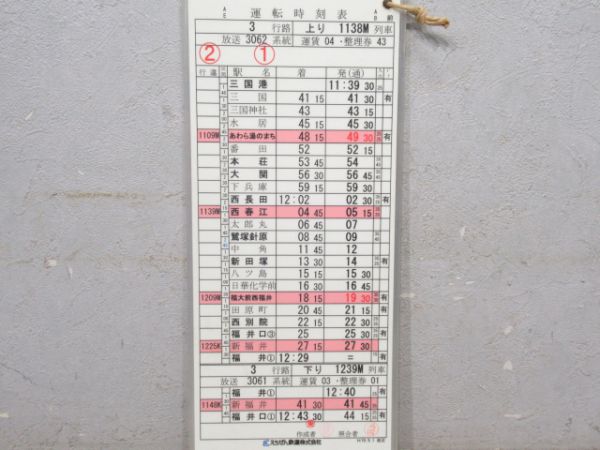 運転時刻表
3 行路 上り 1138M 列車
放送 3062 系統 運賃 04 ・整理券 43
② ①
行違 駅名 着 発(通)
三国港 11:39 30
三国 41 15 41 30 有
三国神社 43 43 15
水居 45 15 45 30 有
1109M あわら湯のまち 48 15 49 30 有
番田 52 52 15
本荘 53 45 54
大関 56 30 56 45
下兵庫 59 15 59 30
西長田 12:02 02 30 有
1139M 西春江 04 45 05 15
太郎丸 06 45 07
鷲塚針原 08 45 09
中角 11 45 12
新田塚 13 30 14 有
八ツ島 15 15 15 30
日華化学前 16 30 16 45
1209M 福大前西福井 18 15 19 30 有
田原町 20 45 21 15 有
西別院 22 15 22 30
福井口③ 25 25 30 有
1225K 新福井 27 15 27 30
福井① 12:29 = 有
3 行路 下り 1239M 列車
放送 3061 系統 運賃 03 ・整理券 01
福井① 12:40
1148K 新福井 41 30 41 45
福井口① 12:43 30 44 15 有
作成者 照合者
えちぜん鉄道株式会社